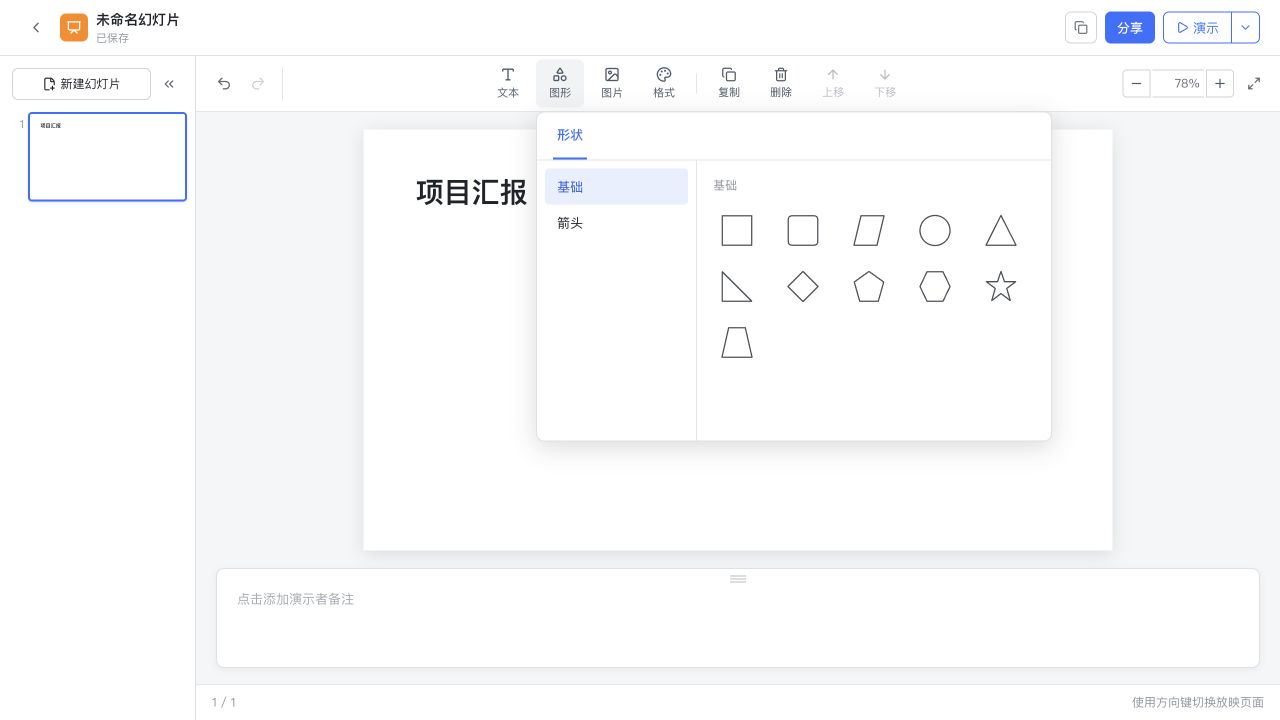 未命名幻灯片
已保存
分享
演示
新建幻灯片
文本
图形
图片
格式
复制
删除
上移
下移
78%
1
项目汇报
项目汇报
形状
基础
箭头
基础
点击添加演示者备注
1 / 1
使用方向键切换放映页面